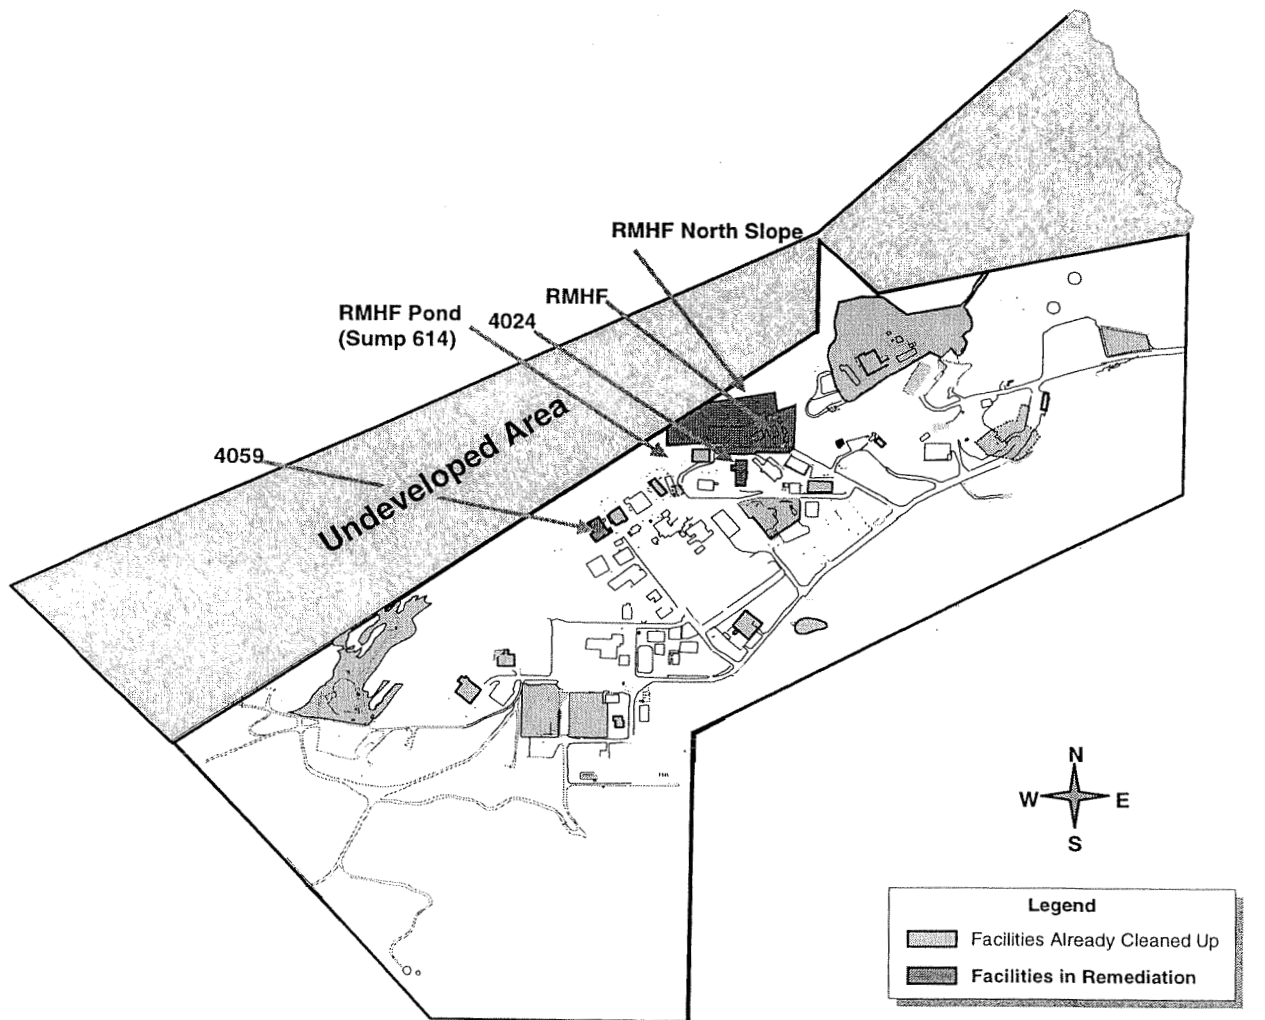 RMHF North Slope
RMHF
RMHF Pond
(Sump 614)
4024
4059
Undeveloped Area
N
W E
S
Legend
Facilities Already Cleaned Up
Facilities in Remediation